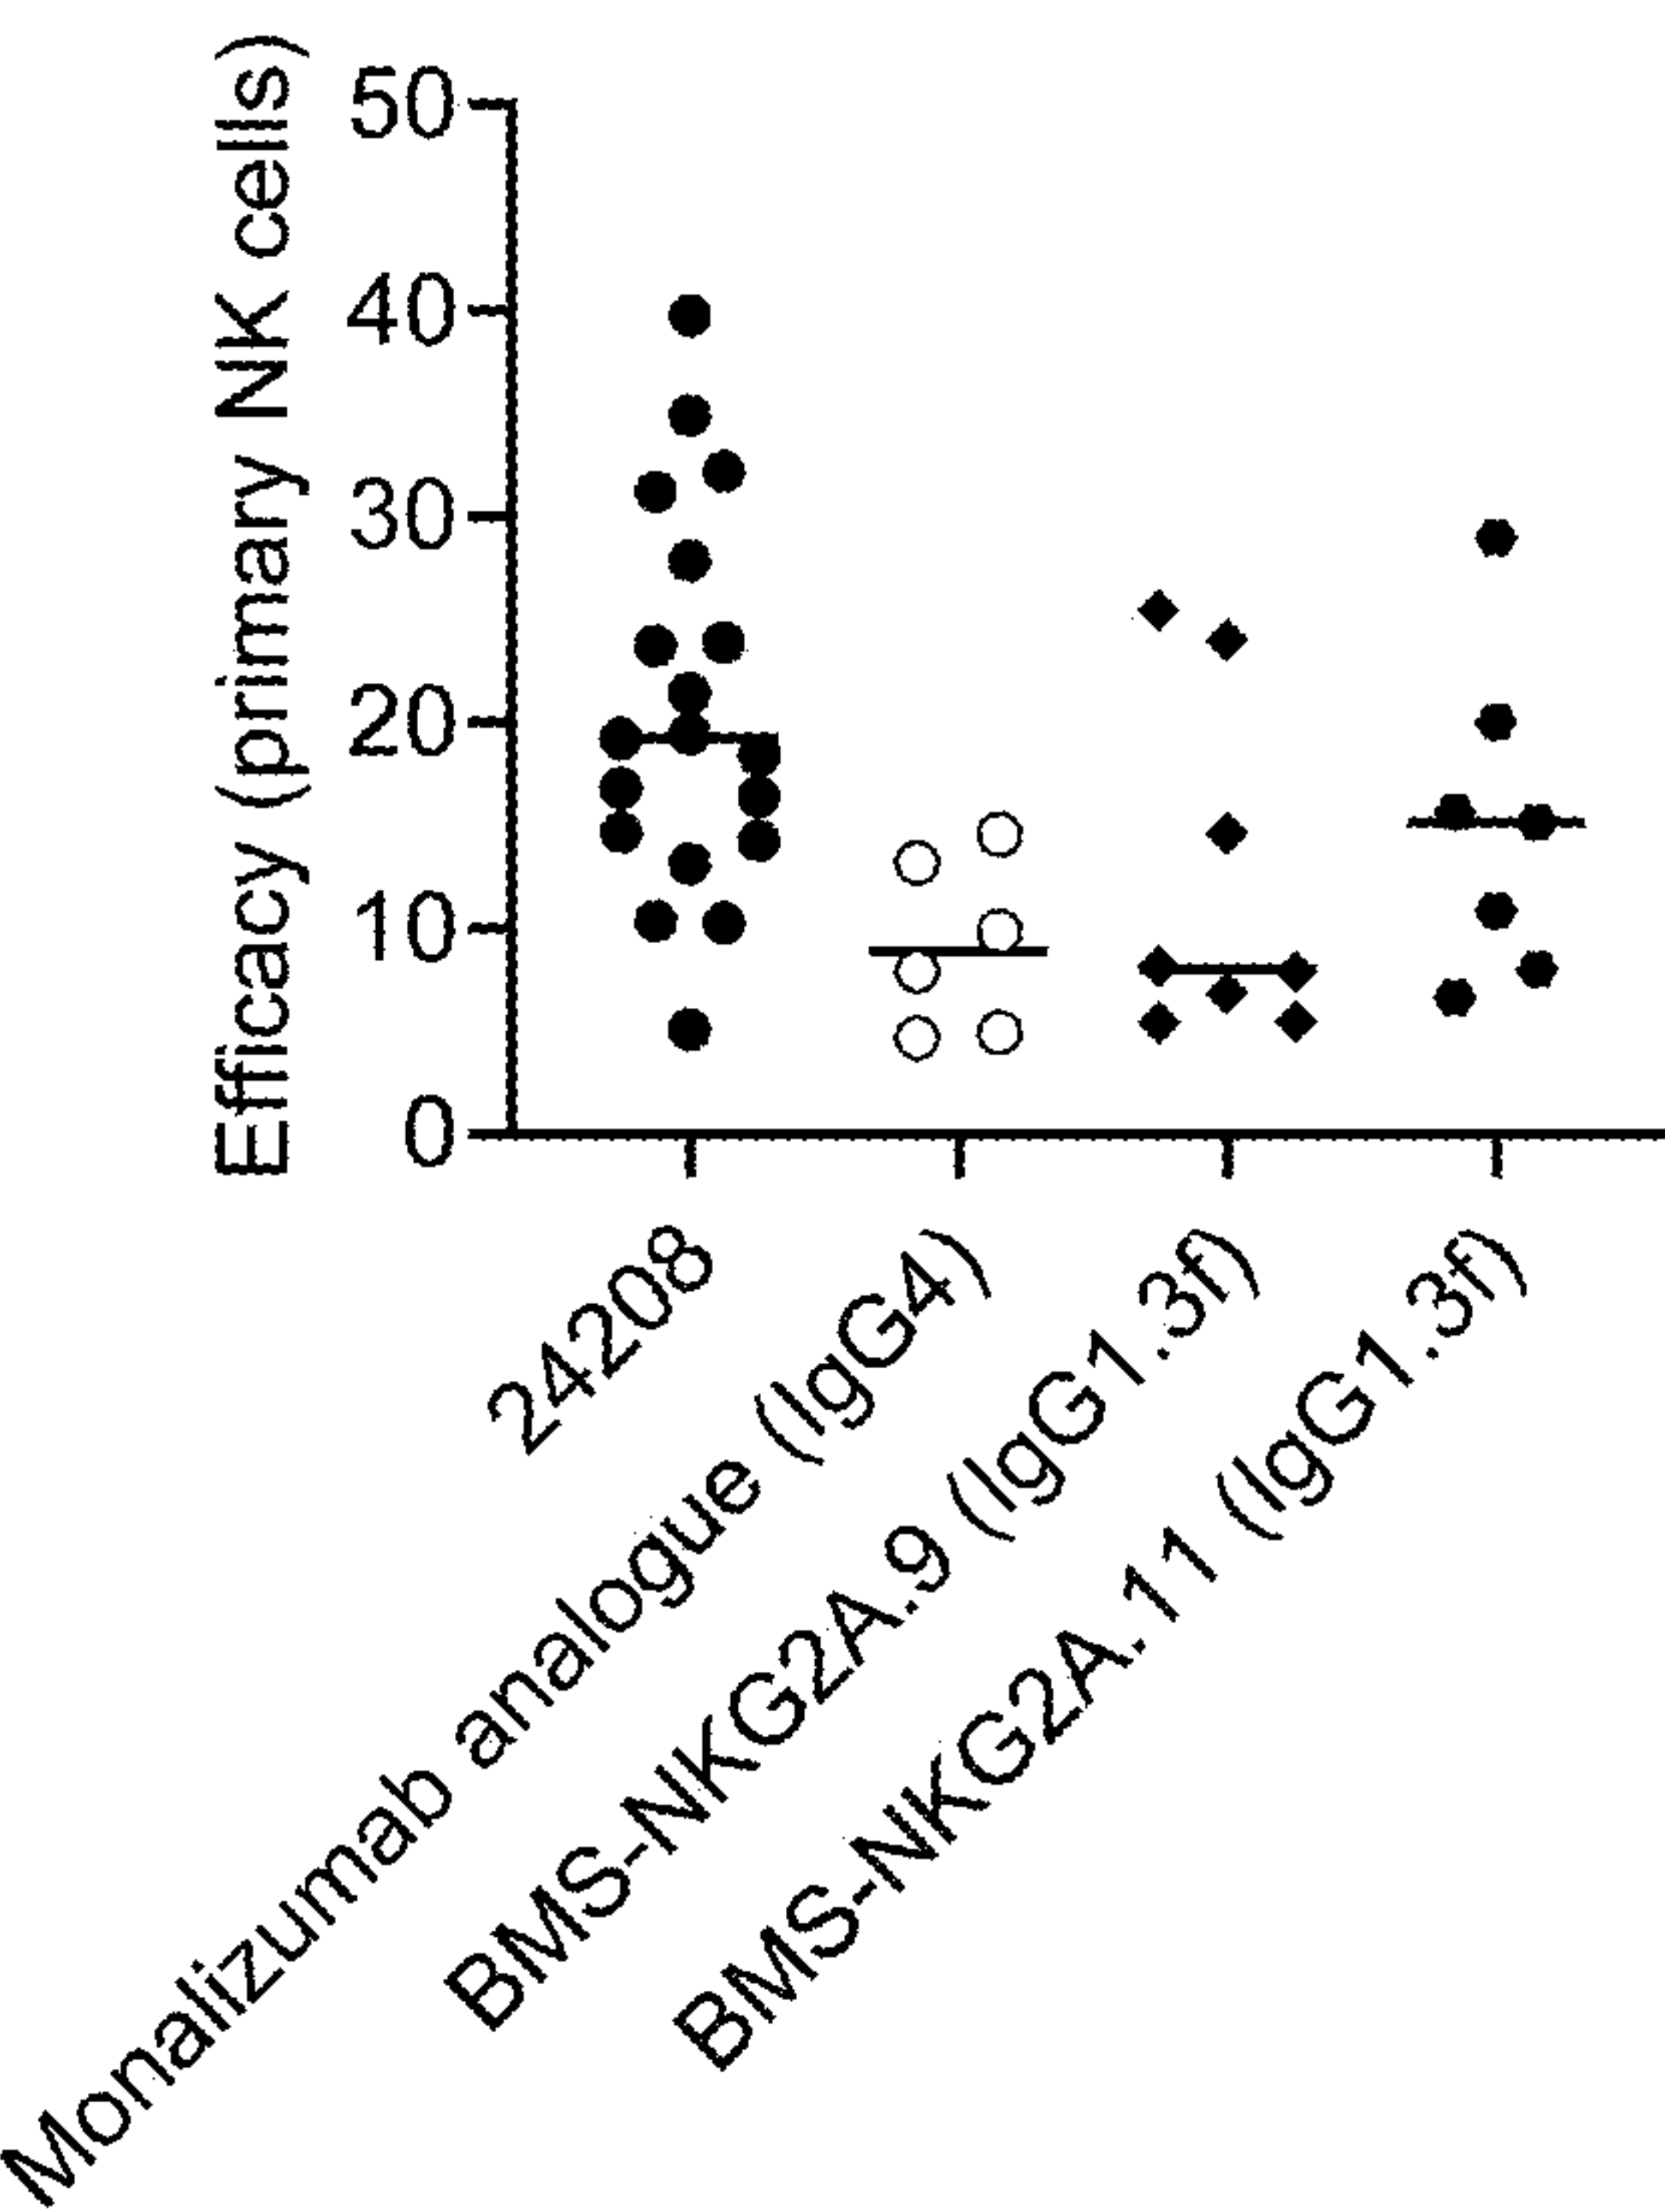 Efficacy (primary NK cells)
50
40
30
20
10
0
24208
Monalizumab analogue (IgG4)
BMS-NKG2A.9 (IgG1.3f)
BMS-NKG2A.11 (IgG1.3f)